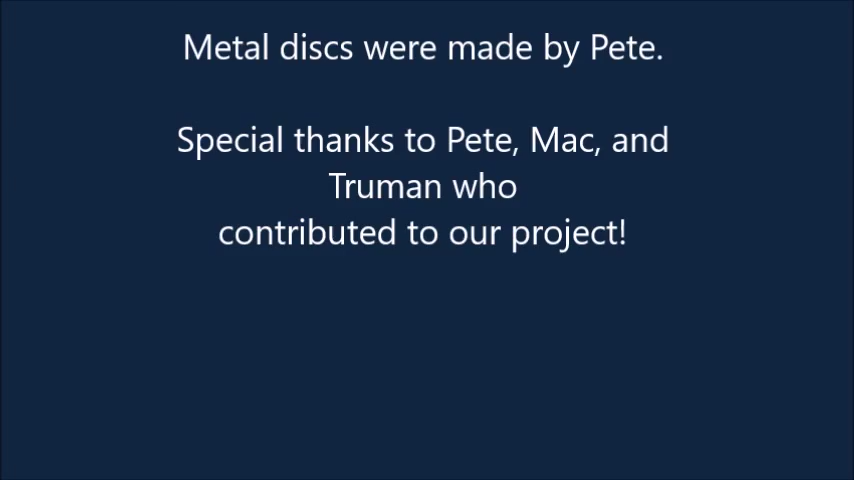 Metal discs were made by Pete.
Special thanks to Pete, Mac, and
Truman who
contributed to our project!